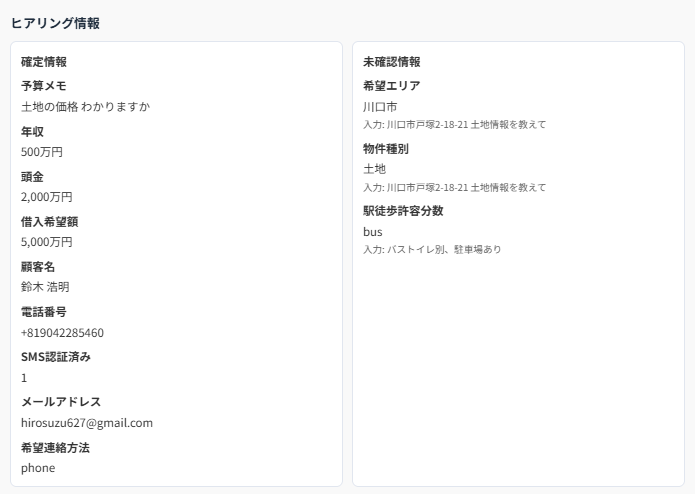 ヒアリング情報
確定情報
予算メモ
土地の価格 わかりますか
年収
500万円
頭金
2,000万円
借入希望額
5,000万円
顧客名
鈴木 浩明
電話番号
+819042285460
SMS認証済み
1
メールアドレス
hirosuzu627@gmail.com
希望連絡方法
phone
未確認情報
希望エリア
川口市
入力: 川口市戸塚2-18-21 土地情報を教えて
物件種別
土地
入力: 川口市戸塚2-18-21 土地情報を教えて
駅徒歩許容分数
bus
入力: バストイレ別、駐車場あり